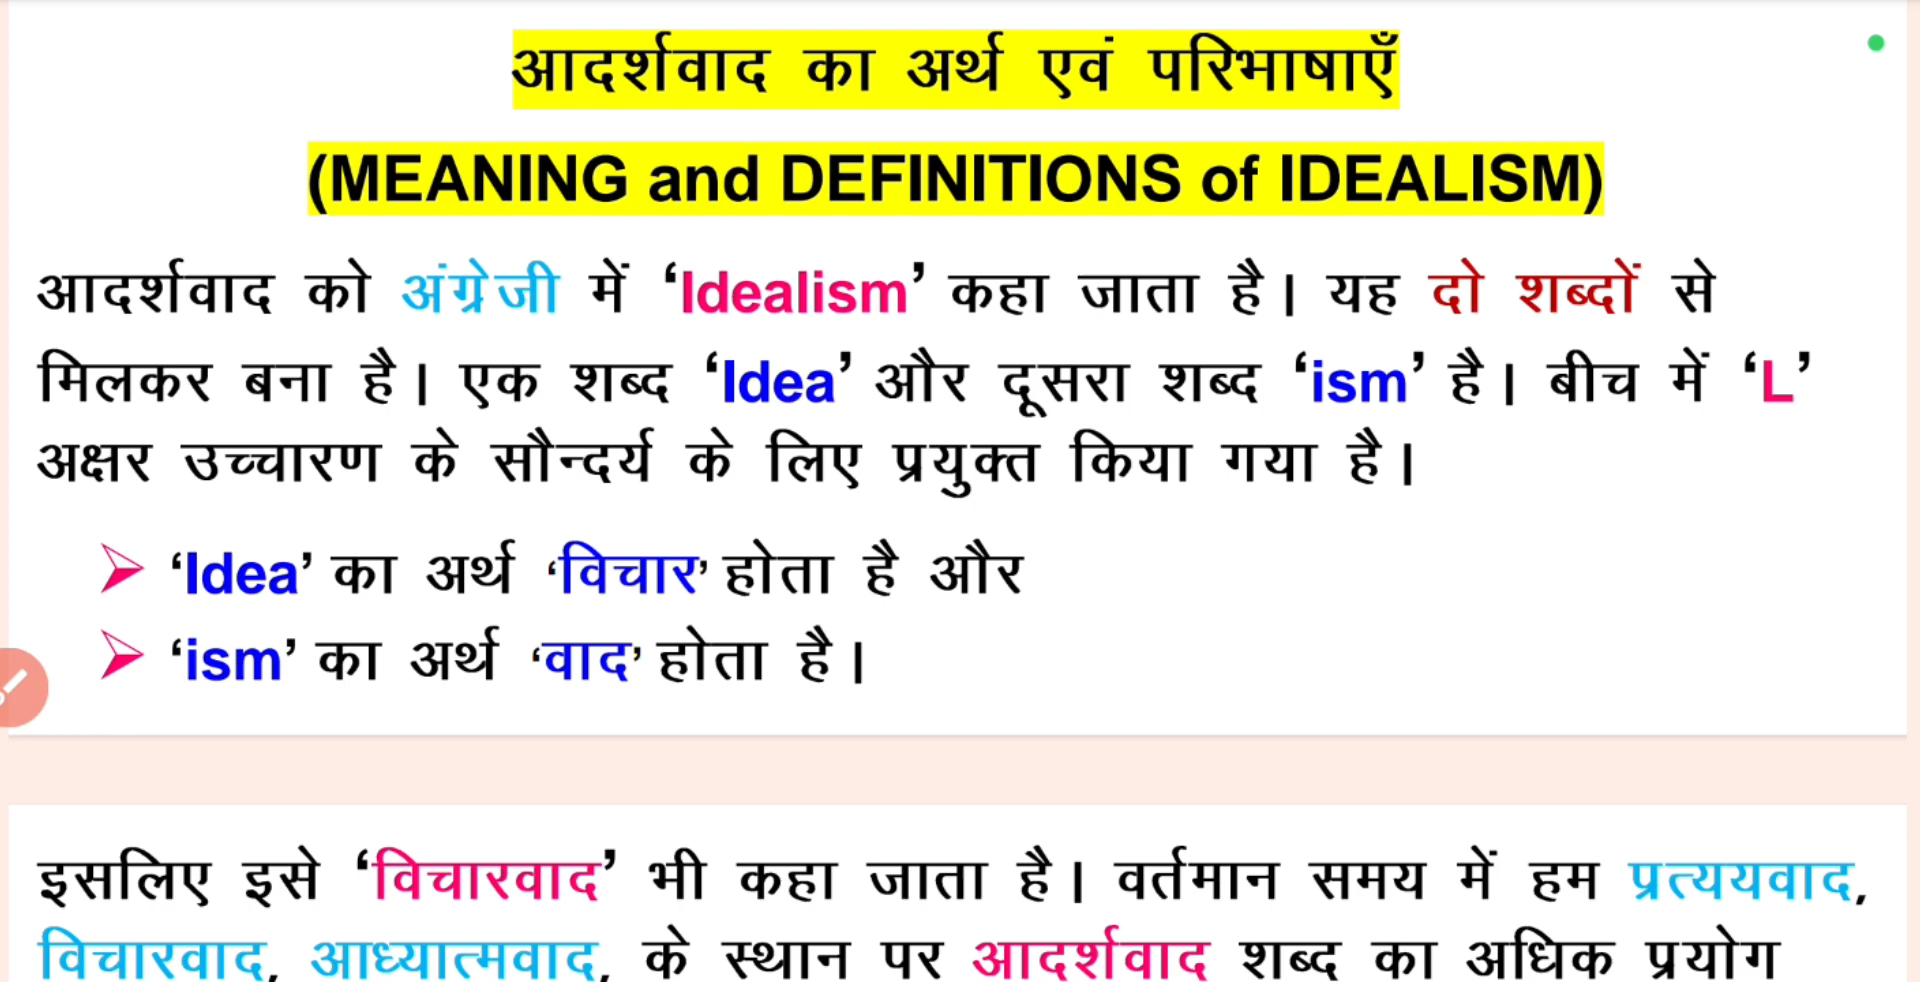 आदर्शवाद का अर्थ एवं परिभाषाएँ
(MEANING and DEFINITIONS of IDEALISM)
आदर्शवाद को अंग्रेजी में ‘Idealism’ कहा जाता है। यह दो शब्दों से
मिलकर बना है। एक शब्द ‘Idea’ और दूसरा शब्द ‘ism’ है। बीच में ‘L’
अक्षर उच्चारण के सौन्दर्य के लिए प्रयुक्त किया गया है।
➢ ‘Idea’ का अर्थ ‘विचार’ होता है और
➢ ‘ism’ का अर्थ ‘वाद’ होता है।
इसलिए इसे ‘विचारवाद’ भी कहा जाता है। वर्तमान समय में हम प्रत्ययवाद,
विचारवाद, आध्यात्मवाद, के स्थान पर आदर्शवाद शब्द का अधिक प्रयोग